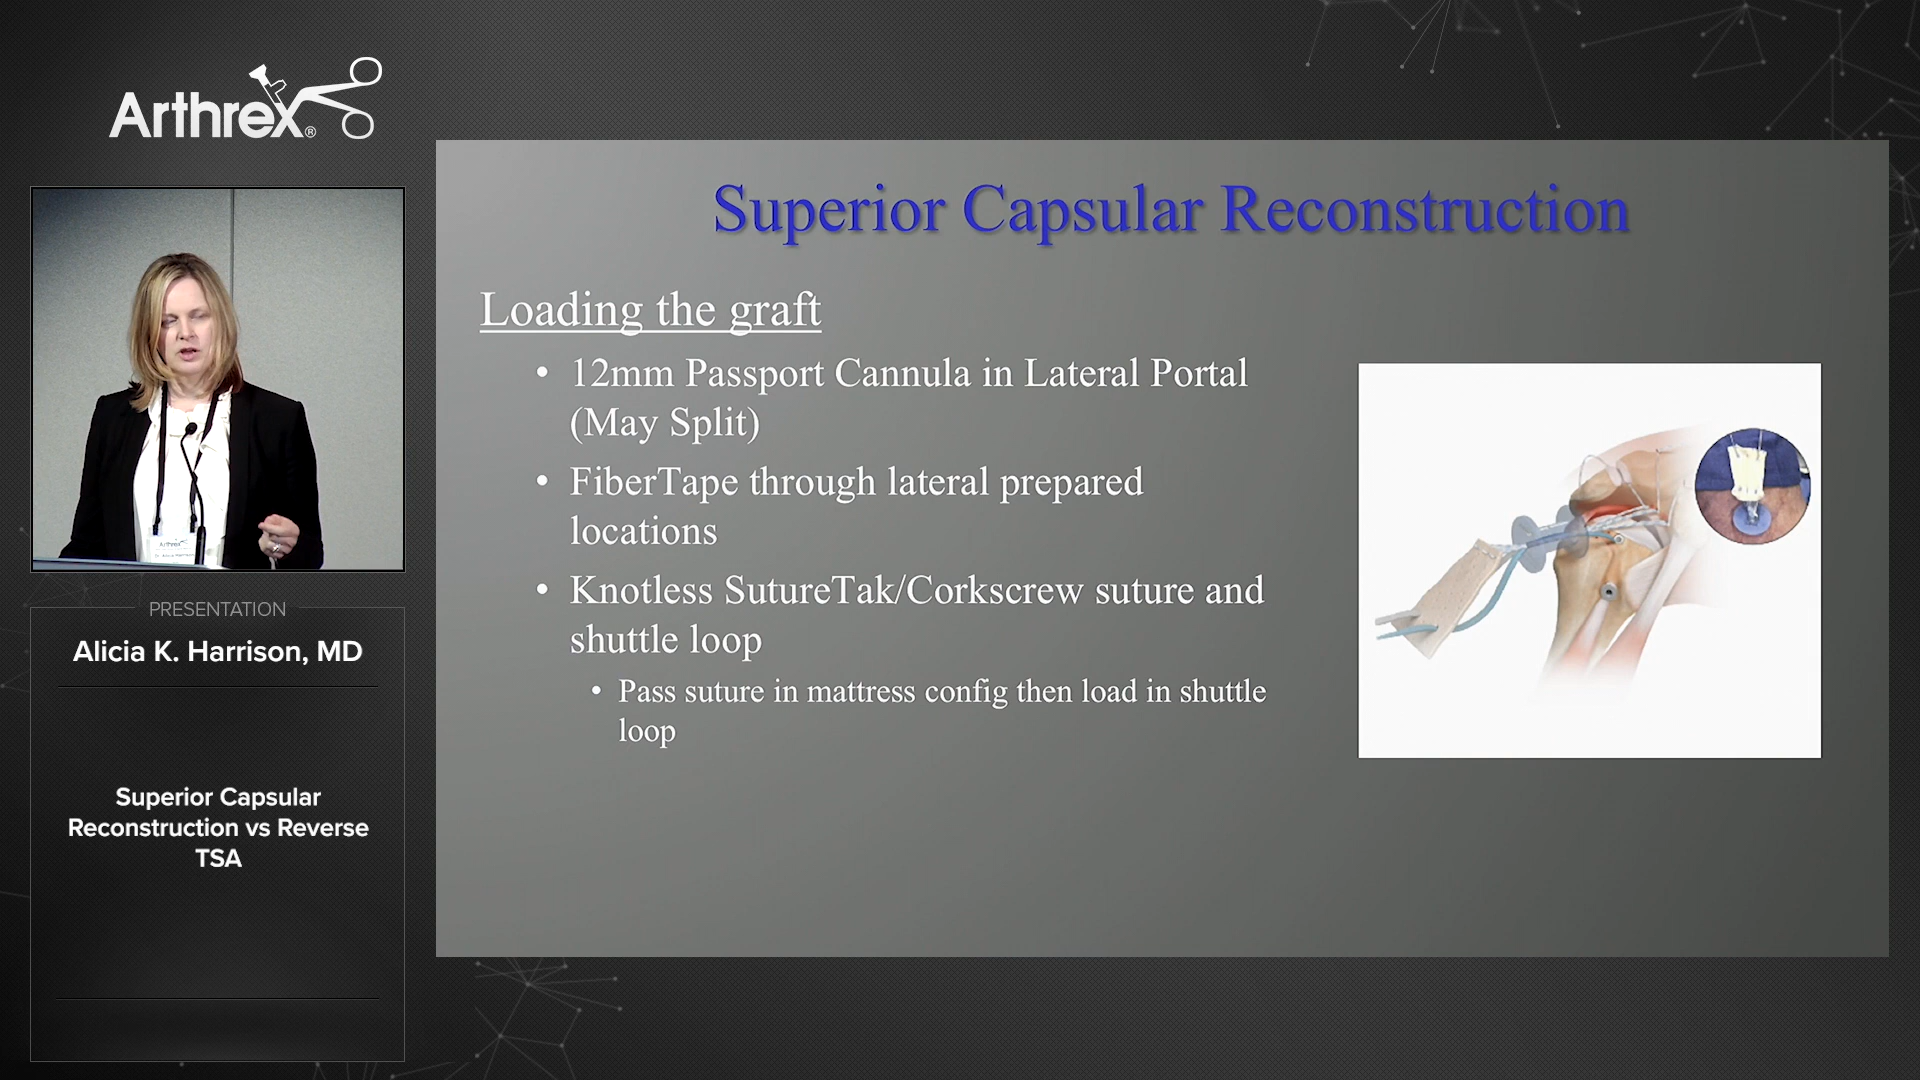 Arthrex®
Superior Capsular Reconstruction
Loading the graft
• 12mm Passport Cannula in Lateral Portal
(May Split)
• FiberTape through lateral prepared
locations
• Knotless SutureTak/Corkscrew suture and
shuttle loop
• Pass suture in mattress config then load in shuttle
loop
Arthrex
PRESENTATION
Alicia K. Harrison, MD
Superior Capsular
Reconstruction vs Reverse
TSA